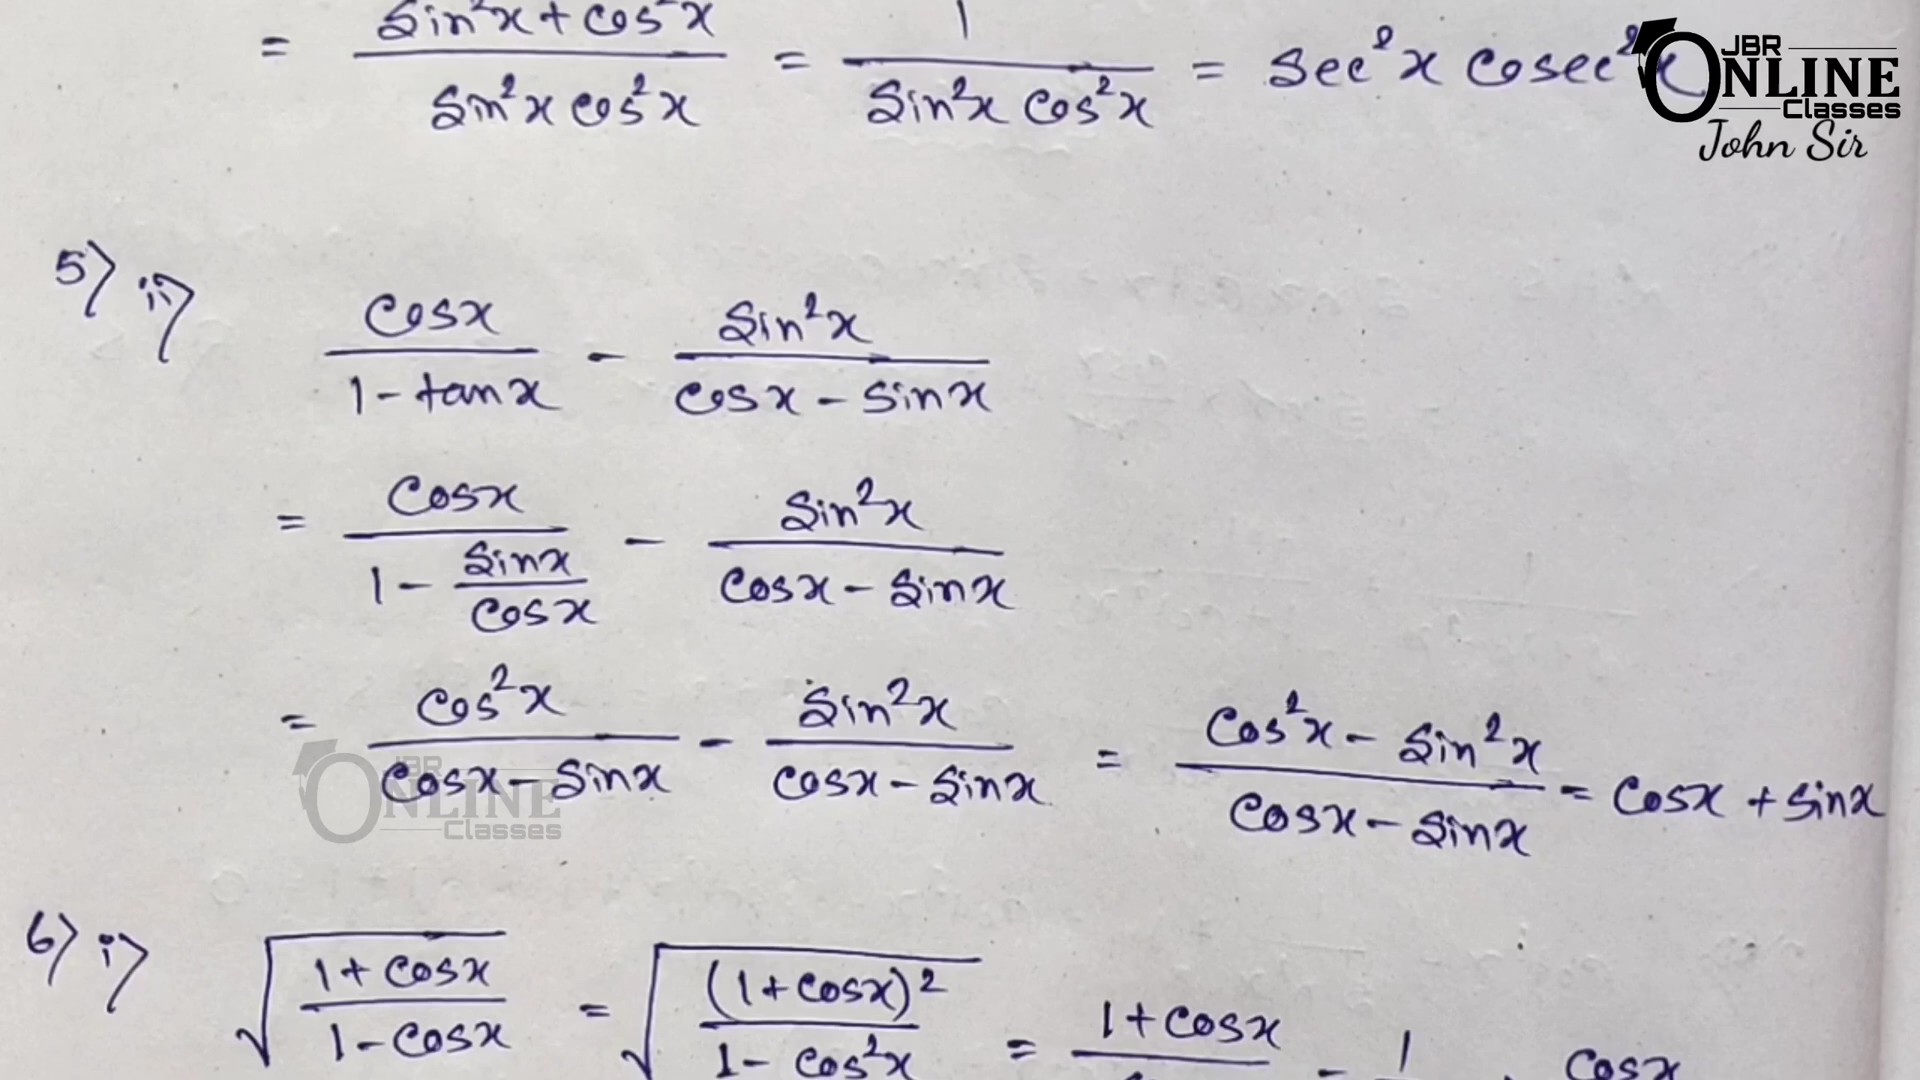 = sin²x + cos²x / sin²x cos²x = 1 / sin²x cos²x = sec²x cosec²x
JBR
ONLINE
Classes
John Sir
5) ii) cosx / 1 - tanx - sin²x / cosx - sinx
= cosx / 1 - sinx / cosx - sin²x / cosx - sinx
= cos²x / cosx - sinx - sin²x / cosx - sinx = cos²x - sin²x / cosx - sinx = cosx + sinx
JBR
ONLINE
Classes
6) i) √ 1 + cosx / 1 - cosx = √ (1 + cosx)² / 1 - cos²x = 1 + cosx
cosx